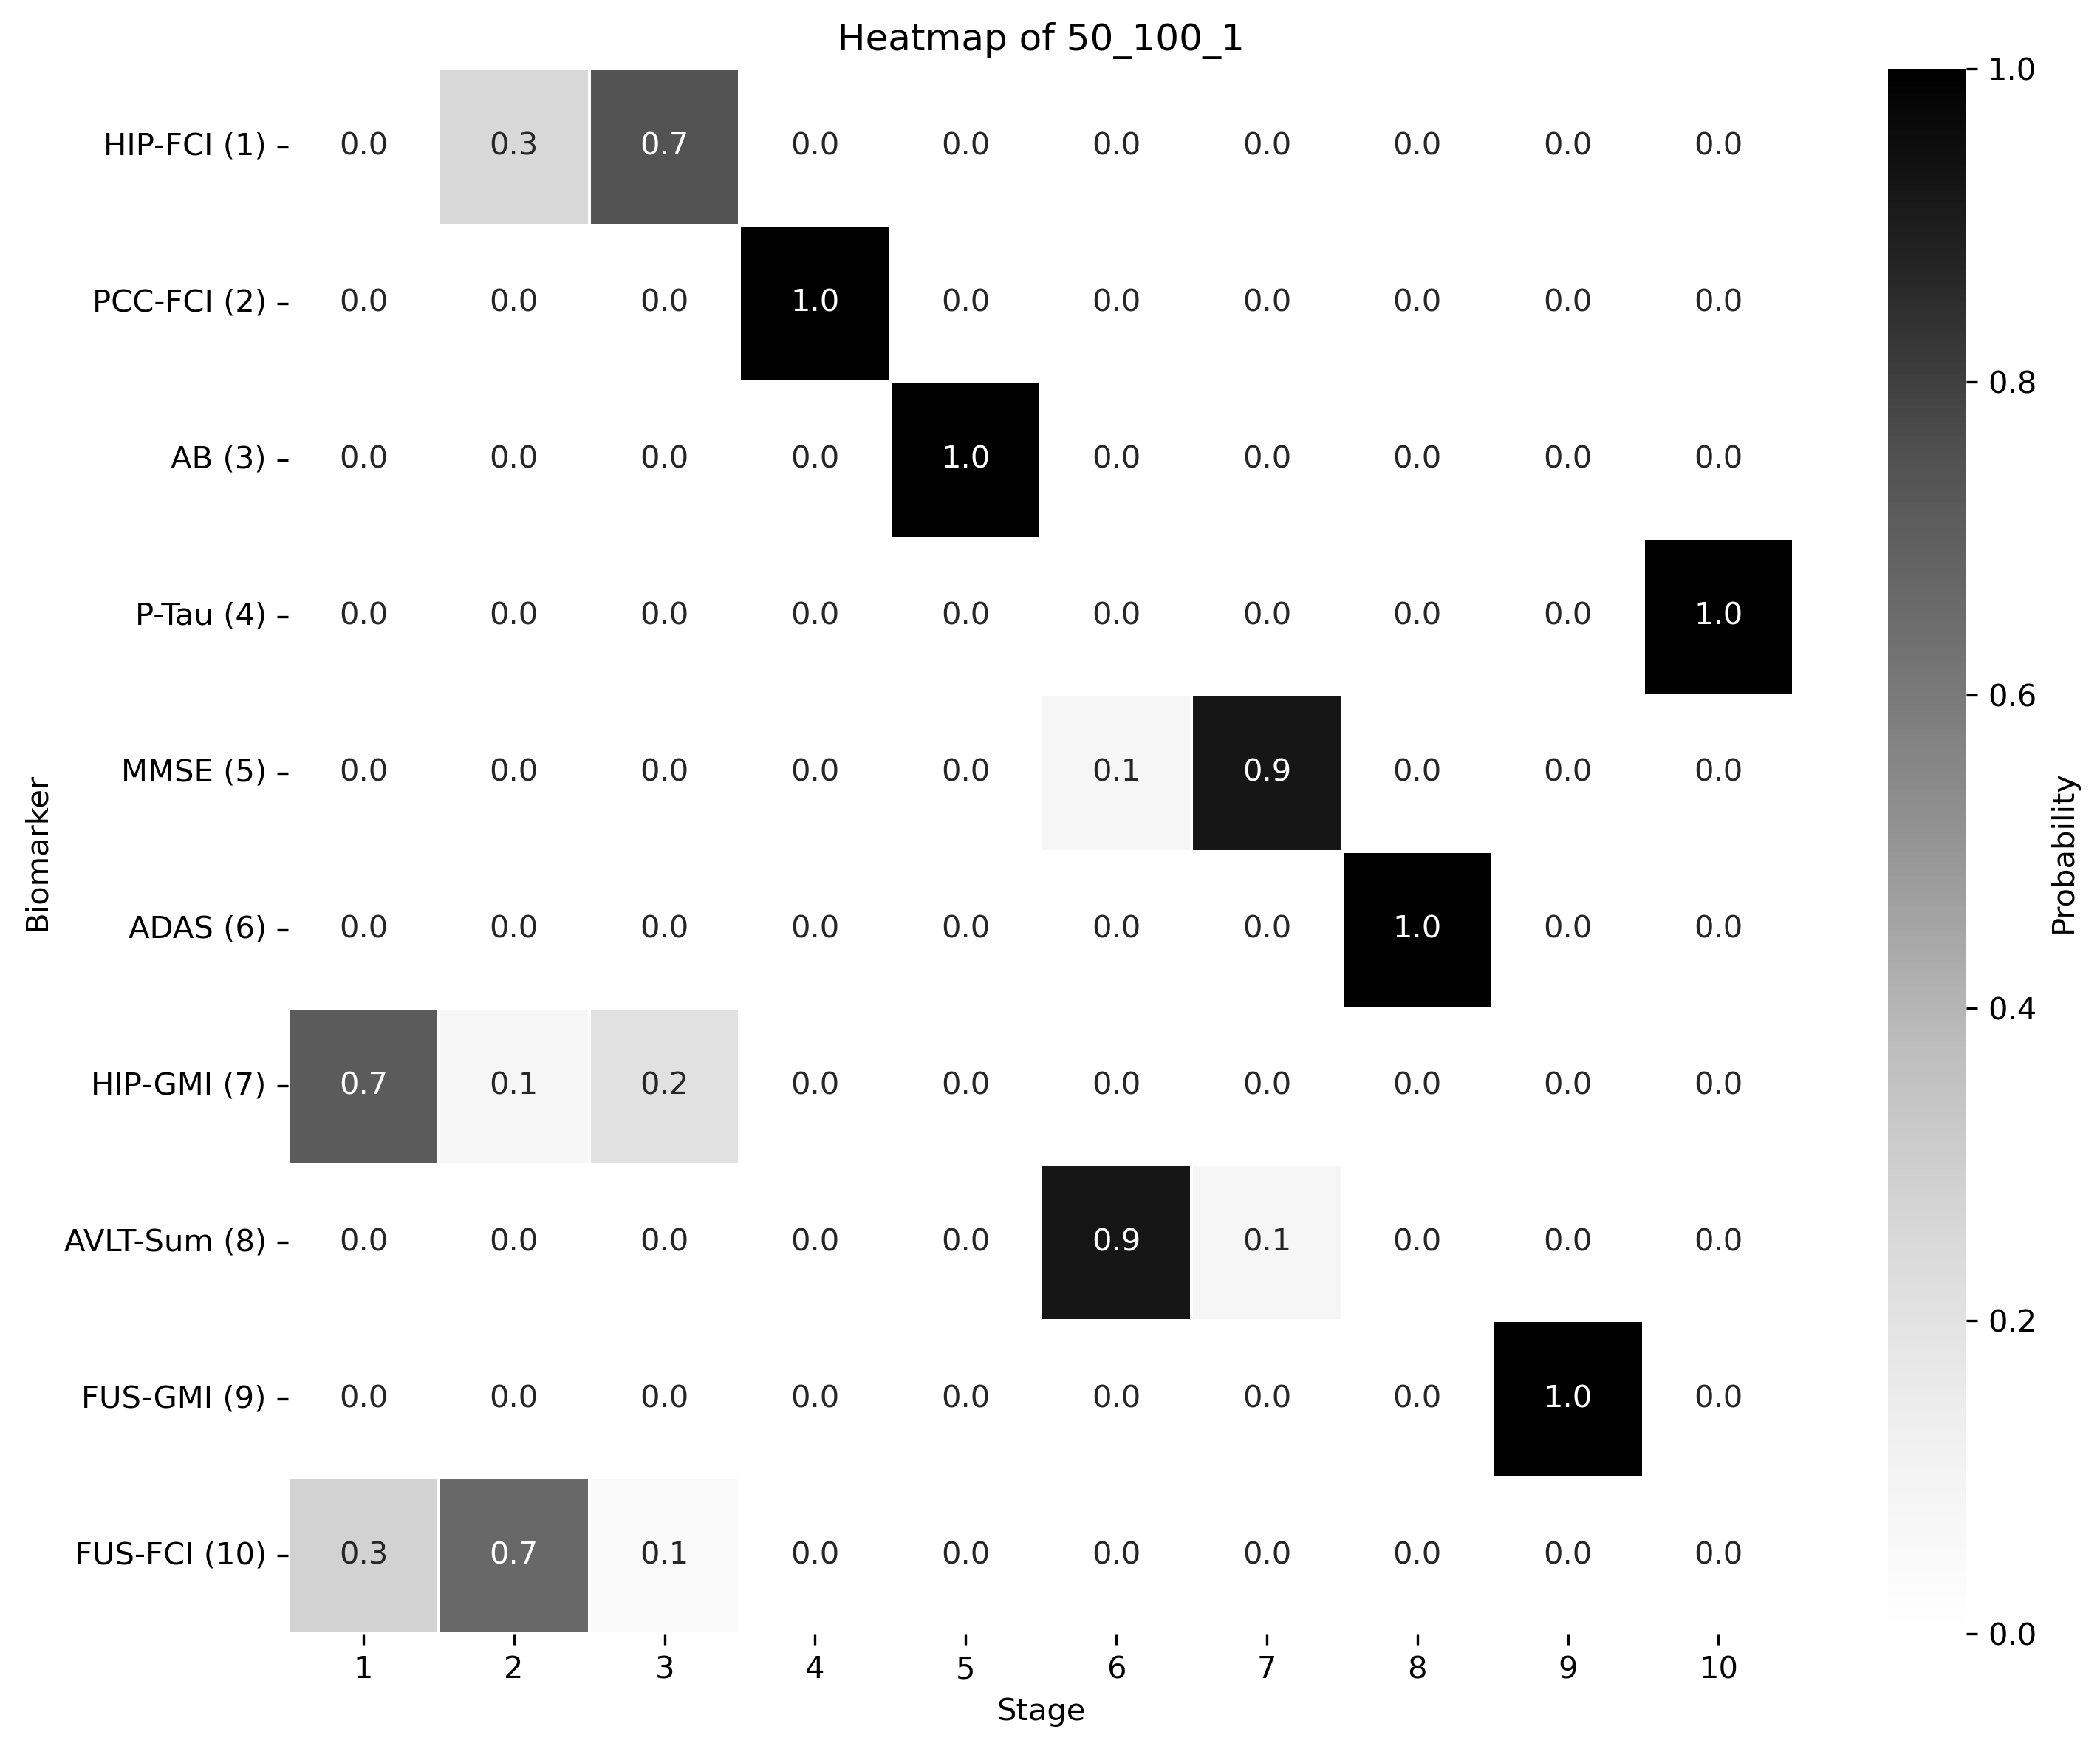 Heatmap of 50_100_1
HIP-FCI (1) 0.0 0.3 0.7 0.0 0.0 0.0 0.0 0.0 0.0 0.0
PCC-FCI (2) 0.0 0.0 0.0 1.0 0.0 0.0 0.0 0.0 0.0 0.0
AB (3) 0.0 0.0 0.0 0.0 1.0 0.0 0.0 0.0 0.0 0.0
P-Tau (4) 0.0 0.0 0.0 0.0 0.0 0.0 0.0 0.0 0.0 1.0
MMSE (5) 0.0 0.0 0.0 0.0 0.0 0.1 0.9 0.0 0.0 0.0
ADAS (6) 0.0 0.0 0.0 0.0 0.0 0.0 0.0 1.0 0.0 0.0
HIP-GMI (7) 0.7 0.1 0.2 0.0 0.0 0.0 0.0 0.0 0.0 0.0
AVLT-Sum (8) 0.0 0.0 0.0 0.0 0.0 0.9 0.1 0.0 0.0 0.0
FUS-GMI (9) 0.0 0.0 0.0 0.0 0.0 0.0 0.0 0.0 1.0 0.0
FUS-FCI (10) 0.3 0.7 0.1 0.0 0.0 0.0 0.0 0.0 0.0 0.0
1 2 3 4 5 6 7 8 9 10
Stage
Biomarker
1.0
0.8
0.6
0.4
0.2
0.0
Probability